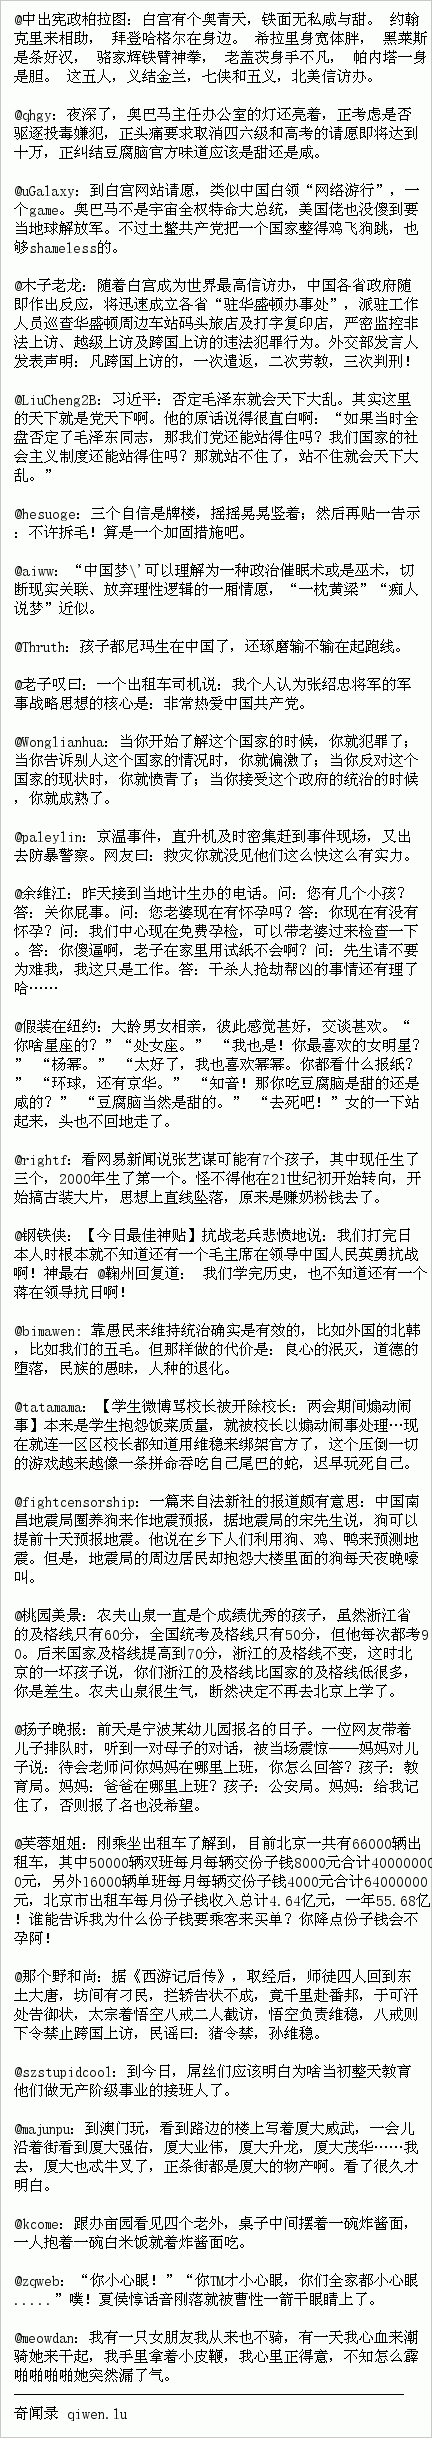 @中出宪政柏拉图：白宫有个奥青天，铁面无私咸与甜。 约翰
克里来相助， 拜登哈格尔在身边。 希拉里身宽体胖， 黑莱斯
是条好汉， 骆家辉铁臂神拳， 老盖茨身手不凡， 帕内塔一身
是胆。 这五人，义结金兰，七侠和五义，北美信访办。
@qhgy：夜深了，奥巴马主任办公室的灯还亮着，正考虑是否
驱逐投毒嫌犯，正头痛要求取消四六级和高考的请愿即将达到
十万，正纠结豆腐脑官方味道应该是甜还是咸。
@uGalaxy：到白宫网站请愿，类似中国白领“网络游行”，一
个game。奥巴马不是宇宙全权特命大总统，美国佬也没傻到要
当地球解放军。不过土鳖共产党把一个国家整得鸡飞狗跳，也
够shameless的。
@木子老龙：随着白宫成为世界最高信访办，中国各省政府随
即作出反应，将迅速成立各省“驻华盛顿办事处”，派驻工作
人员巡查华盛顿周边车站码头旅店及打字复印店，严密监控非
法上访、越级上访及跨国上访的违法犯罪行为。外交部发言人
发表声明：凡跨国上访的，一次遣返，二次劳教，三次判刑！
@LiuCheng2B：习近平：否定毛泽东就会天下大乱。其实这里
的天下就是党天下啊。他的原话说得很直白啊：“如果当时全
盘否定了毛泽东同志，那我们党还能站得住吗？我们国家的社
会主义制度还能站得住吗？那就站不住了，站不住就会天下大
乱。”
@hesuoge：三个自信是牌楼，摇摇晃晃竖着；然后再贴一告示
：不许拆毛！算是一个加固措施吧。
@aiww：“中国梦\'可以理解为一种政治催眠术或是巫术，切
断现实关联、放弃理性逻辑的一厢情愿，“一枕黄粱”“痴人
说梦”近似。
@Thruth：孩子都尼玛生在中国了，还琢磨输不输在起跑线。
@老子叹曰：一个出租车司机说：我个人认为张绍忠将军的军
事战略思想的核心是：非常热爱中国共产党。
@Wonglianhua：当你开始了解这个国家的时候，你就犯罪了；
当你告诉别人这个国家的情况时，你就偏激了；当你反对这个
国家的现状时，你就愤青了；当你接受这个政府的统治的时候
，你就成熟了。
@paleylin：京温事件，直升机及时密集赶到事件现场，又出
去防暴警察。网友曰：救灾你就没见他们这么快这么有实力。
@余维江：昨天接到当地计生办的电话。问：您有几个小孩？
答：关你屁事。问：您老婆现在有怀孕吗？答：你现在有没有
怀孕？问：我们中心现在免费孕检，可以带老婆过来检查一下
。答：你傻逼啊，老子在家里用试纸不会啊？问：先生请不要
为难我，我这只是工作。答：干杀人抢劫帮凶的事情还有理了
哈……
@假装在纽约：大龄男女相亲，彼此感觉甚好，交谈甚欢。“
你啥星座的？”“处女座。” “我也是！你最喜欢的女明星？
” “杨幂。” “太好了，我也喜欢幂幂。你都看什么报纸？
” “环球，还有京华。” “知音！那你吃豆腐脑是甜的还是
咸的？” “豆腐脑当然是甜的。” “去死吧！”女的一下站
起来，头也不回地走了。
@rightf：看网易新闻说张艺谋可能有7个孩子，其中现任生了
三个，2000年生了第一个。怪不得他在21世纪初开始转向，开
始搞古装大片，思想上直线坠落，原来是赚奶粉钱去了。
@钢铁侠：【今日最佳神贴】抗战老兵悲愤地说：我们打完日
本人时根本就不知道还有一个毛主席在领导中国人民英勇抗战
啊！神最右 @鞠州回复道： 我们学完历史，也不知道还有一个
蒋在领导抗日啊！
@bimawen: 靠愚民来维持统治确实是有效的，比如外国的北韩
，比如我们的五毛。但那样做的代价是：良心的泯灭，道德的
堕落，民族的愚昧，人种的退化。
@tatamama：【学生微博骂校长被开除校长：两会期间煽动闹
事】本来是学生抱怨饭菜质量，就被校长以煽动闹事处理…现
在就连一区区校长都知道用维稳来绑架官方了，这个压倒一切
的游戏越来越像一条拼命吞吃自己尾巴的蛇，迟早玩死自己。
@fightcensorship：一篇来自法新社的报道颇有意思：中国南
昌地震局圈养狗来作地震预报，据地震局的宋先生说，狗可以
提前十天预报地震。他说在乡下人们利用狗、鸡、鸭来预测地
震。但是，地震局的周边居民却抱怨大楼里面的狗每天夜晚嚎
叫。
@桃园美景：农夫山泉一直是个成绩优秀的孩子，虽然浙江省
的及格线只有60分，全国统考及格线只有50分，但他每次都考9
0。后来国家及格线提高到70分，浙江的及格线不变，这时北
京的一坏孩子说，你们浙江的及格线比国家的及格线低很多，
你是差生。农夫山泉很生气，断然决定不再去北京上学了。
@扬子晚报：前天是宁波某幼儿园报名的日子。一位网友带着
儿子排队时，听到一对母子的对话，被当场震惊——妈妈对儿
子说：待会老师问你妈妈在哪里上班，你怎么回答？孩子：教
育局。妈妈：爸爸在哪里上班？孩子：公安局。妈妈：给我记
住了，否则报了名也没希望。
@芙蓉姐姐：刚乘坐出租车了解到，目前北京一共有66000辆出
租车，其中50000辆双班每月每辆交份子钱8000元合计40000000
0元，另外16000辆单班每月每辆交份子钱4000元合计64000000
元，北京市出租车每月份子钱收入总计4.64亿元，一年55.68亿
！谁能告诉我为什么份子钱要乘客来买单？你降点份子钱会不
孕阿！
@那个野和尚：据《西游记后传》，取经后，师徒四人回到东
土大唐，坊间有刁民，拦轿告状不成，竟千里赴番邦，于可汗
处告御状，太宗着悟空八戒二人截访，悟空负责维稳，八戒则
下令禁止跨国上访，民谣曰：猪令禁，孙维稳。
@szstupidcool：到今日，屌丝们应该明白为啥当初整天教育
他们做无产阶级事业的接班人了。
@majunpu：到澳门玩，看到路边的楼上写着厦大威武，一会儿
沿着街看到厦大强佑，厦大业伟，厦大升龙，厦大茂华……我
去，厦大也忒牛叉了，正条街都是厦大的物产啊。看了很久才
明白。
@kcome：跟办亩园看见四个老外，桌子中间摆着一碗炸酱面，
一人抱着一碗白米饭就着炸酱面吃。
@zqweb：“你小心眼！”“你TM才小心眼，你们全家都小心眼
.....”噗！夏侯惇话音刚落就被曹性一箭干眼睛上了。
@meowdan：我有一只女朋友我从来也不骑，有一天我心血来潮
骑她来干起，我手里拿着小皮鞭，我心里正得意，不知怎么霹
啪啪啪啪她突然漏了气。
奇闻录 qiwen.lu